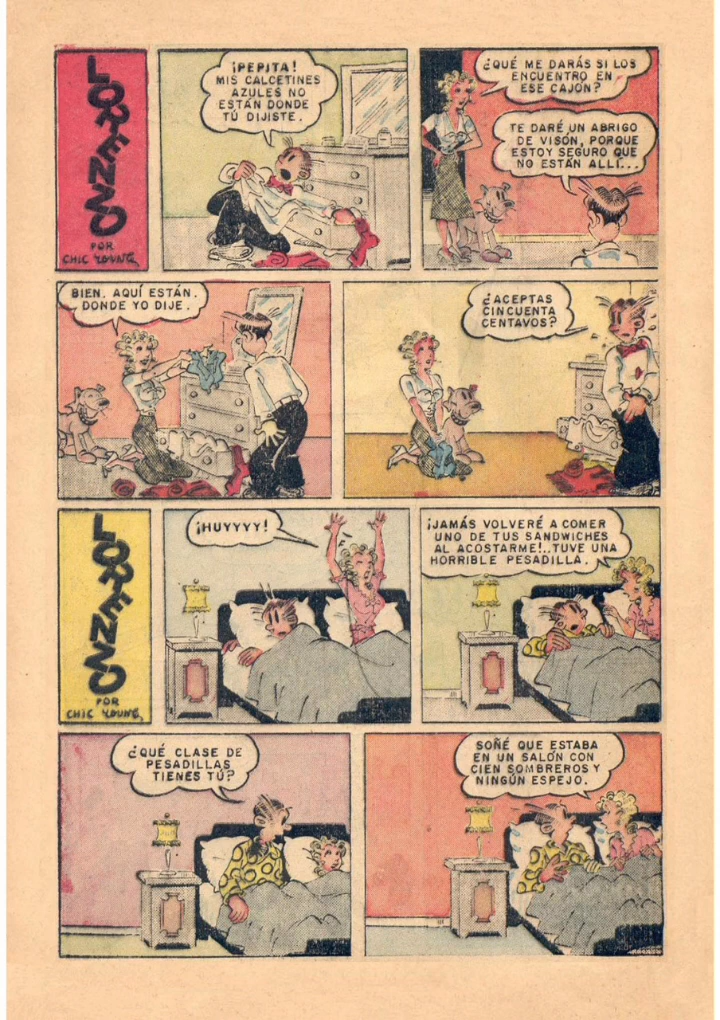 LORENZO
POR
CHIC YOUNG
¡PEPITA!
MIS CALCETINES
AZULES NO
ESTÁN DONDE
TÚ DIJISTE.
¿QUÉ ME DARÁS SI LOS
ENCUENTRO EN
ESE CAJÓN?
TE DARÉ UN ABRIGO
DE VISÓN, PORQUE
ESTOY SEGURO QUE
NO ESTÁN ALLÍ...
BIEN. AQUÍ ESTÁN.
DONDE YO DIJE.
¿ACEPTAS
CINCUENTA
CENTAVOS?
LORENZO
POR
CHIC YOUNG
¡HUYYYY!
¡JAMÁS VOLVERÉ A COMER
UNO DE TUS SANDWICHES
AL ACOSTARME!..TUVE UNA
HORRIBLE PESADILLA.
¿QUÉ CLASE DE
PESADILLAS
TIENES TÚ?
SOÑÉ QUE ESTABA
EN UN SALÓN CON
CIEN SOMBREROS Y
NINGÚN ESPEJO.